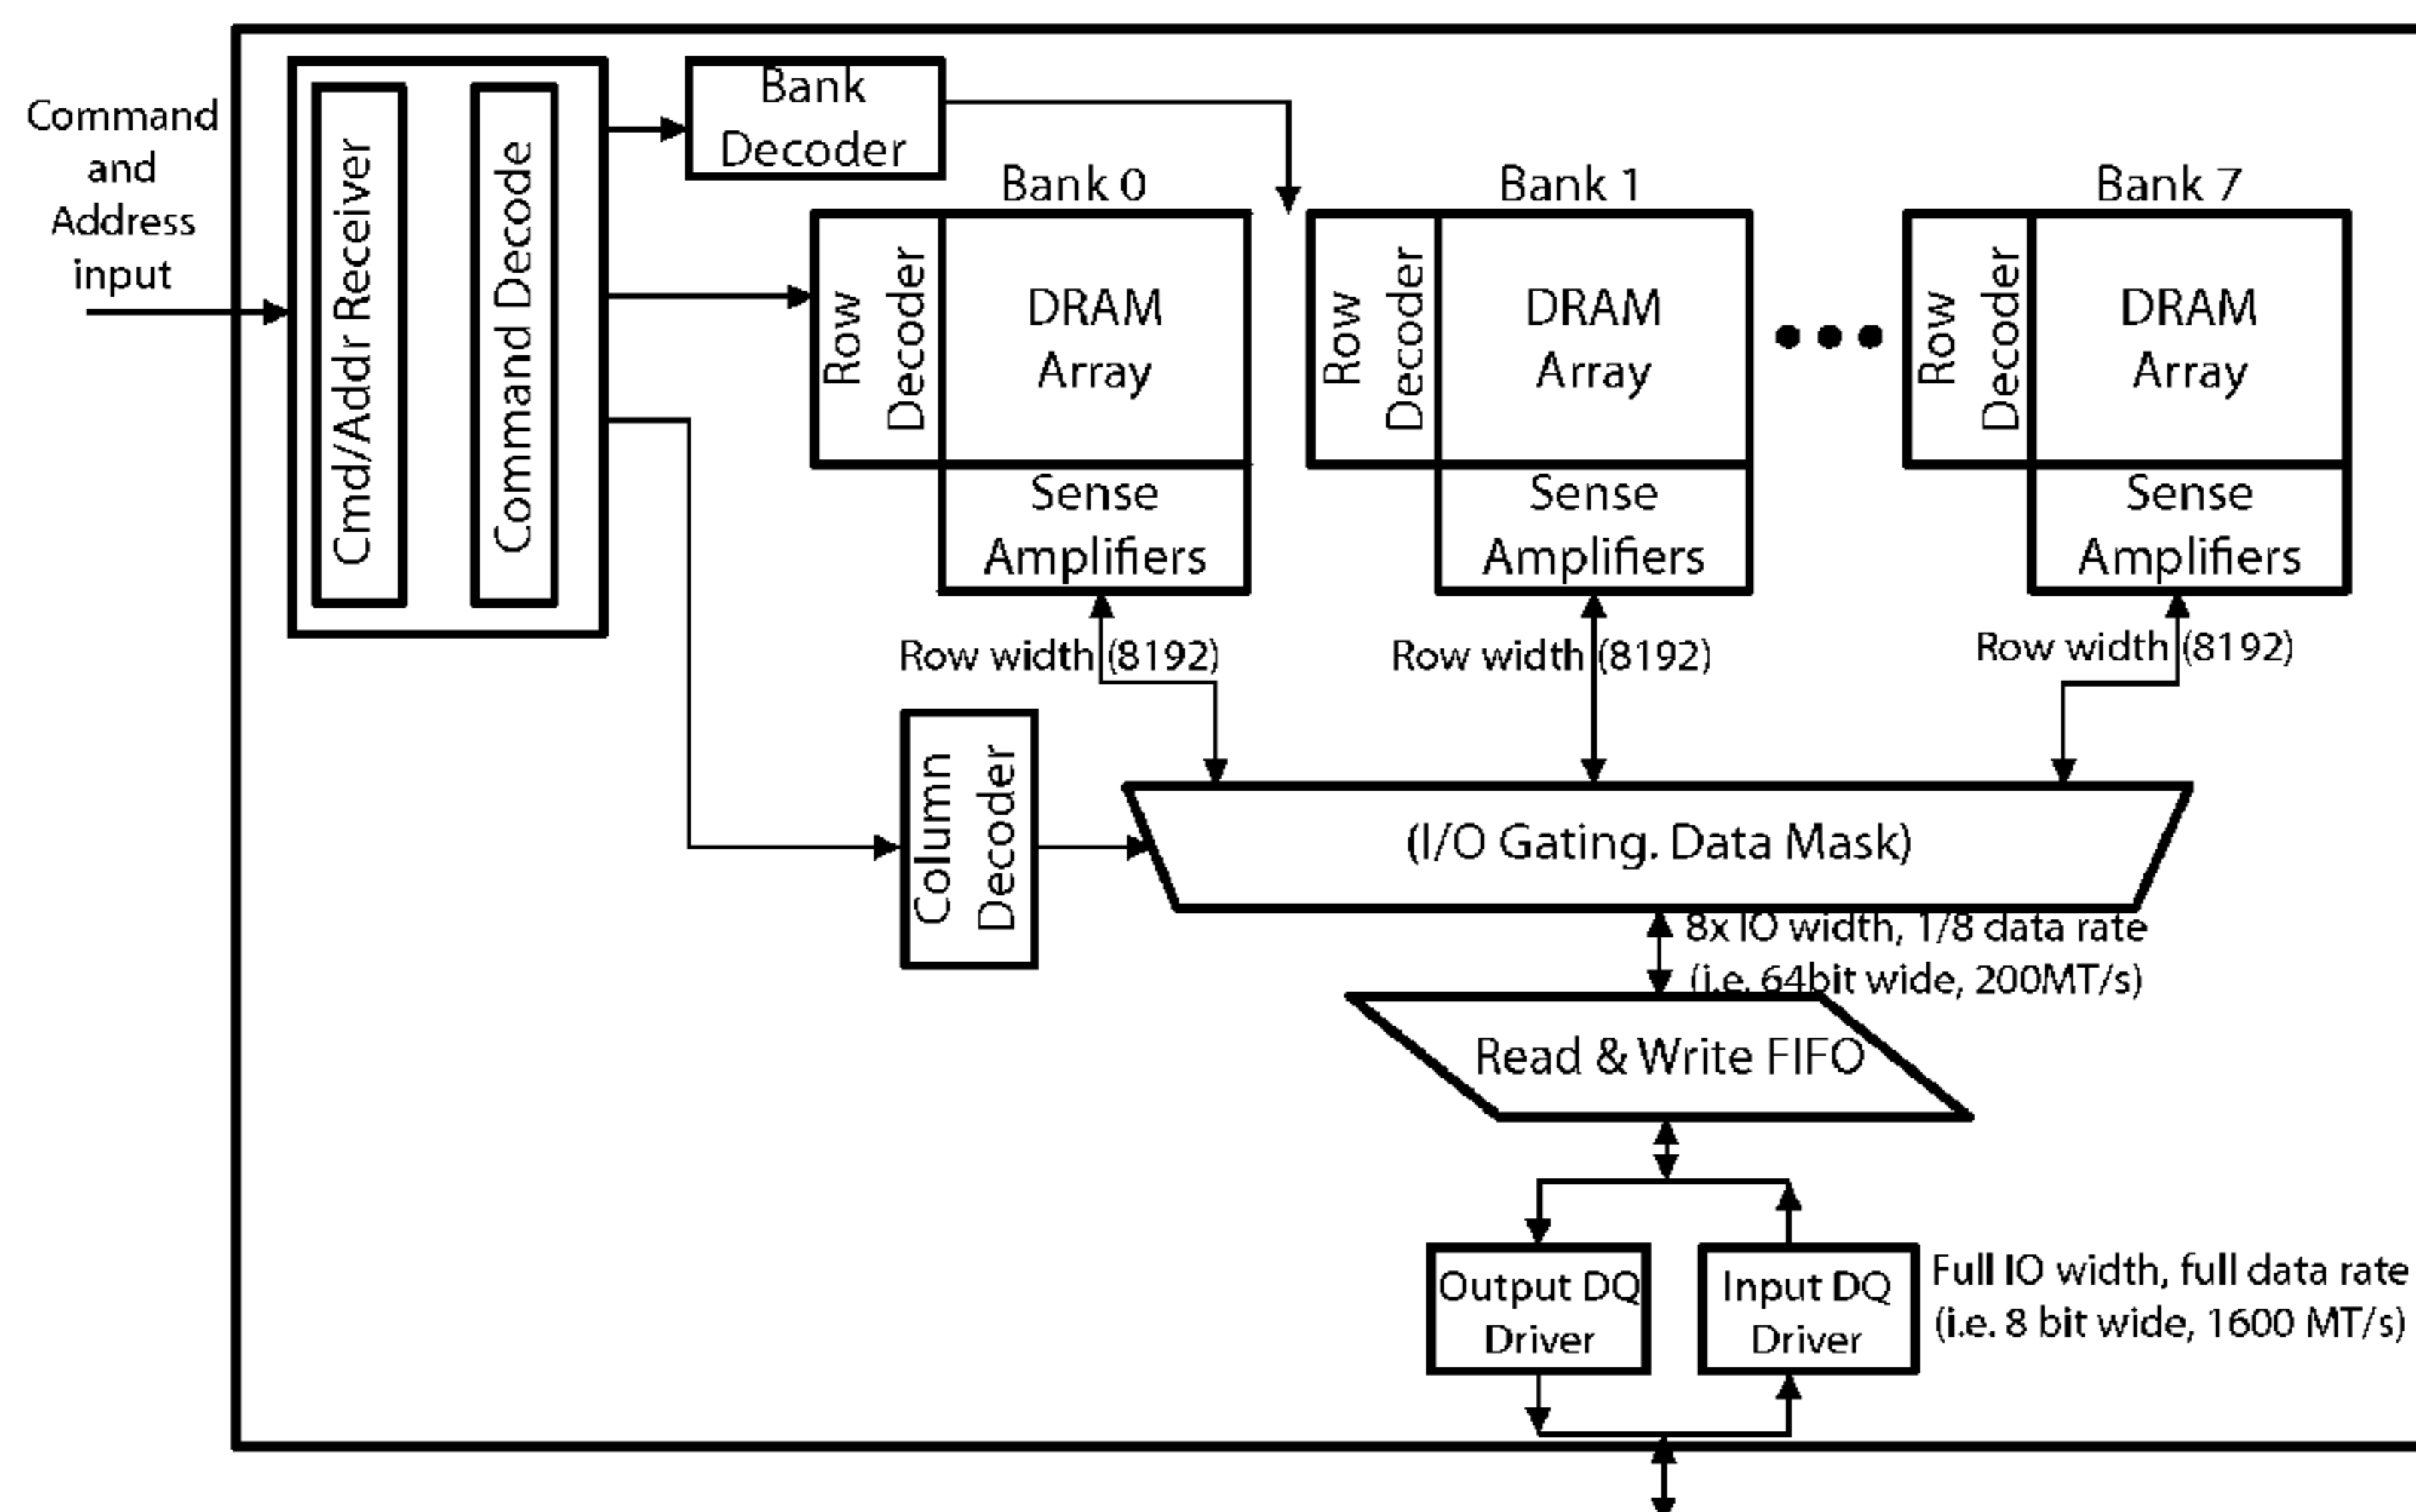 Command
and
Address
input
Cmd/Addr Receiver
Command Decode
Bank
Decoder
Bank 0
Row
Decoder
DRAM
Array
Sense
Amplifiers
Row width (8192)
Bank 1
Row
Decoder
DRAM
Array
Sense
Amplifiers
Row width (8192)
Bank 7
Row
Decoder
DRAM
Array
Sense
Amplifiers
Row width (8192)
Column
Decoder
(I/O Gating. Data Mask)
8x IO width, 1/8 data rate
(i.e. 64bit wide, 200MT/s)
Read & Write FIFO
Output DQ
Driver
Input DQ
Driver
Full IO width, full data rate
(i.e. 8 bit wide, 1600 MT/s)